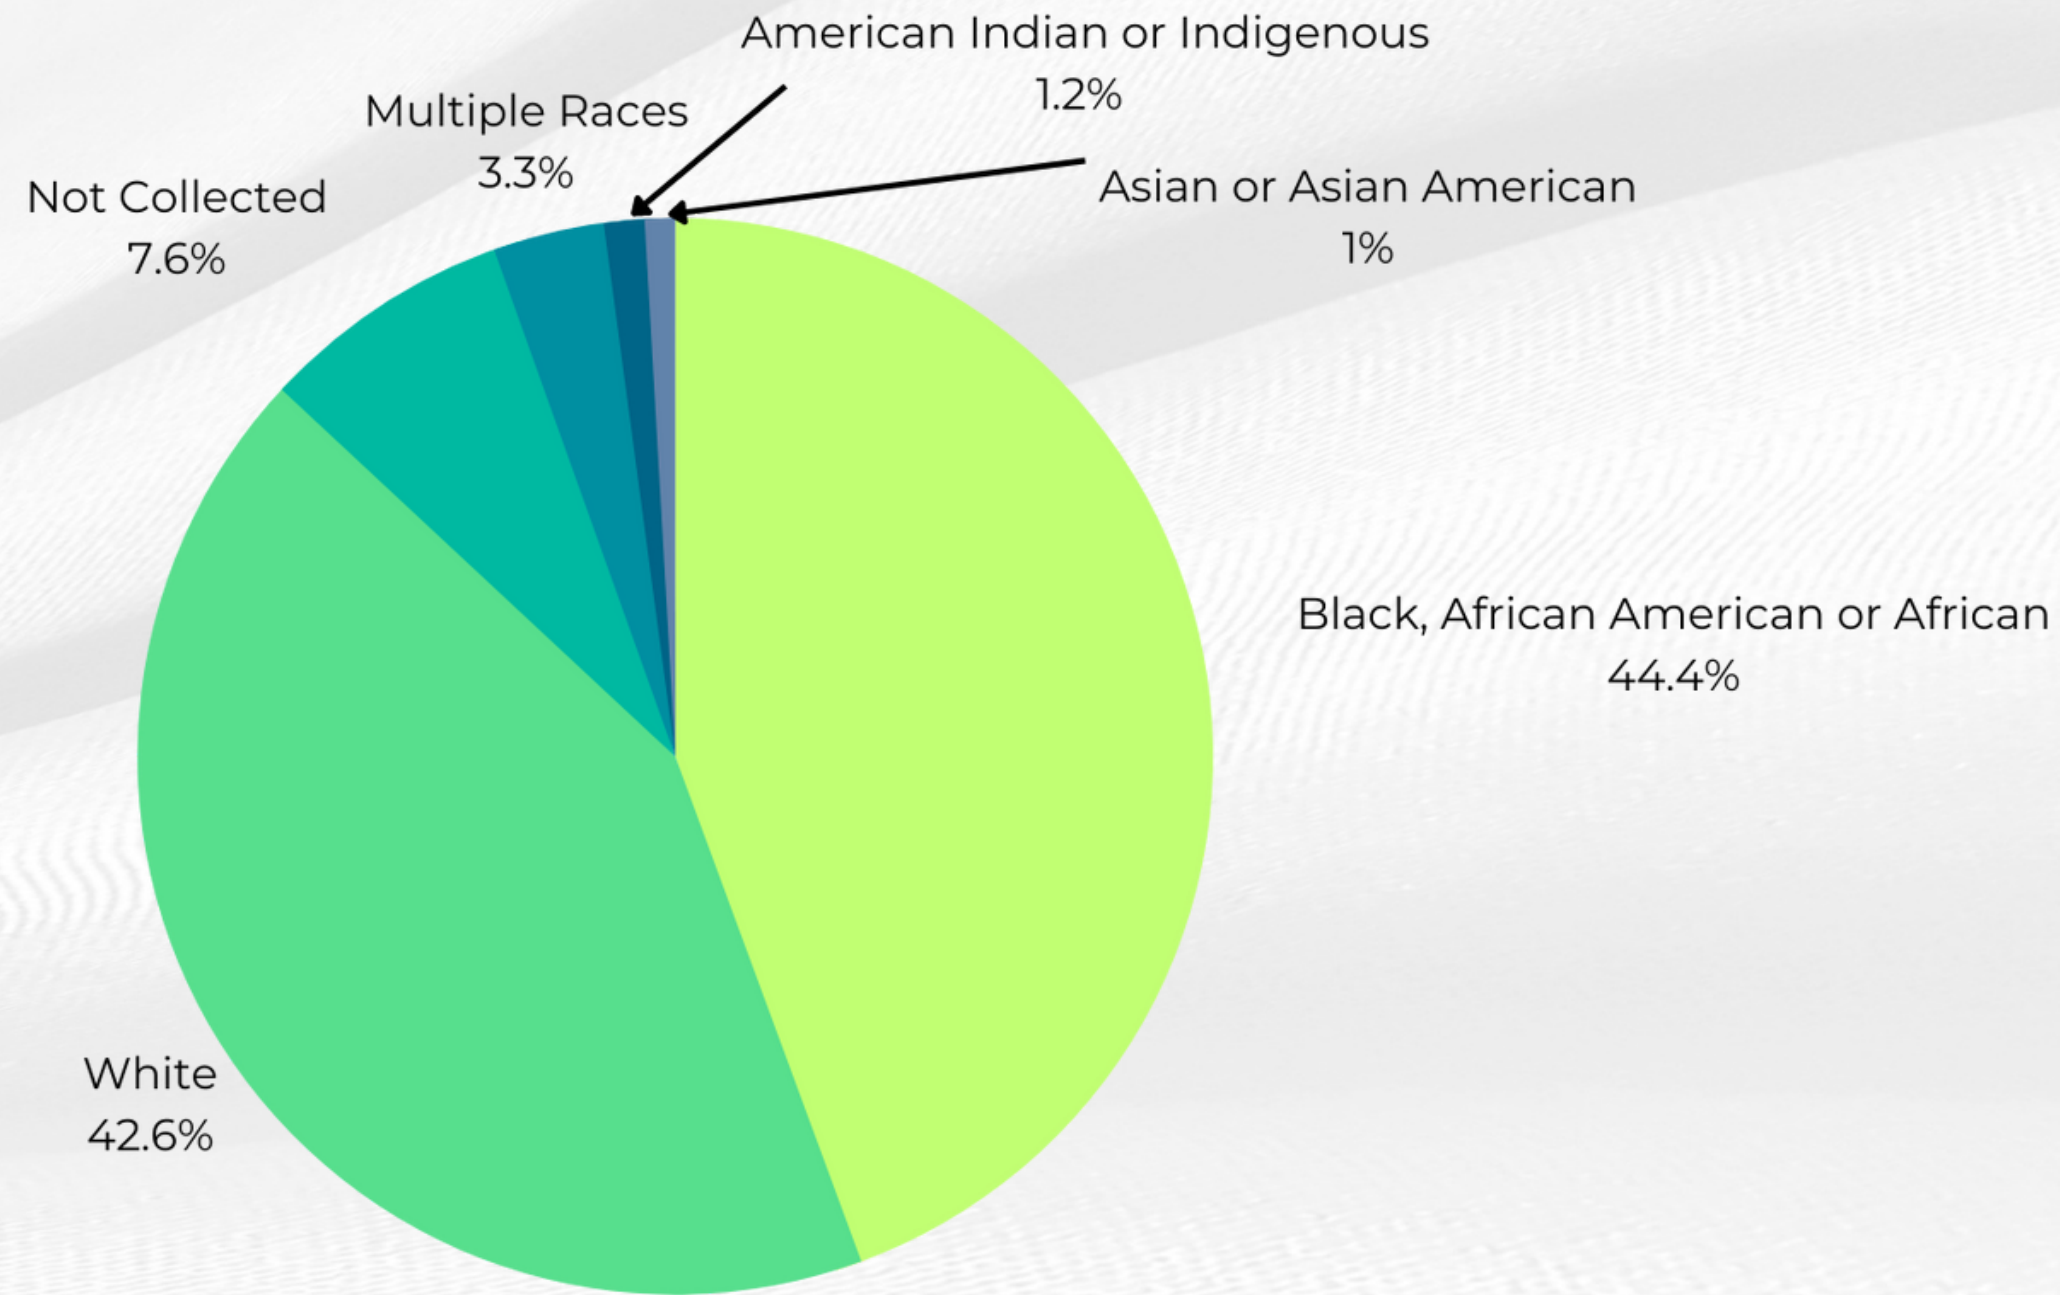 American Indian or Indigenous
1.2%
Multiple Races
3.3%
Asian or Asian American
1%
Not Collected
7.6%
Black, African American or African
44.4%
White
42.6%